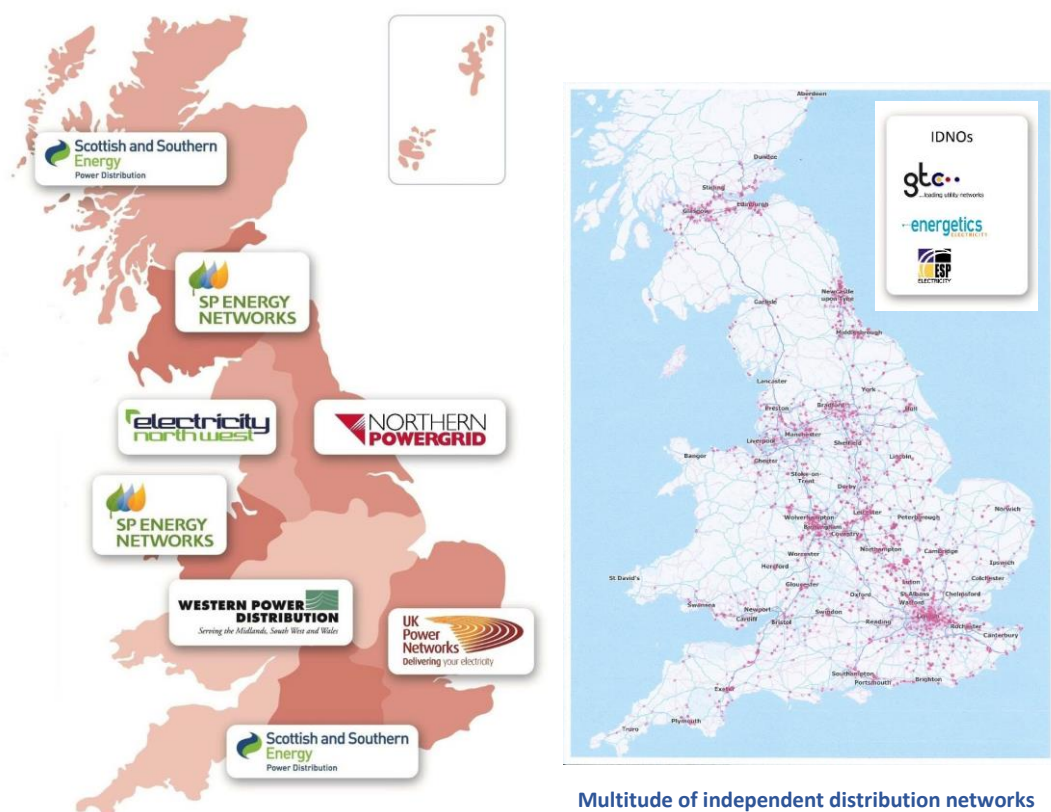 Scottish and Southern
Energy
Power Distribution
SP ENERGY
NETWORKS
electricity
north west
NORTHERN
POWERGRID
SP ENERGY
NETWORKS
WESTERN POWER
DISTRIBUTION
Serving the Midlands, South West and Wales
UK
Power
Networks
Delivering your electricity
Scottish and Southern
Energy
Power Distribution
IDNOs
gtc
...leading utility networks
energetics
ELECTRICITY
ESP
ELECTRICITY
Aberdeen
Dundee
Stirling
Glasgow
Edinburgh
Newcastle
upon Tyne
Carlisle
Middlesbrough
Lancaster
York
Preston
Bradford
Hull
Liverpool
Manchester
Sheffield
Bangor
Chester
Lincoln
Stoke-on-
Trent
Derby
Norwich
Wolverhampton
Leicester
Peterborough
Birmingham
Coventry
Worcester
Northampton
Cambridge
Hereford
Ipswich
St David's
Gloucester
Luton
Colchester
Oxford
St Albans
Chelmsford
Watford
Swansea
Newport
Swindon
Cardiff
Bristol
Reading
Rochester
Canterbury
Southampton
Portsmouth
Brighton
Exeter
Plymouth
Truro
Multitude of independent distribution networks